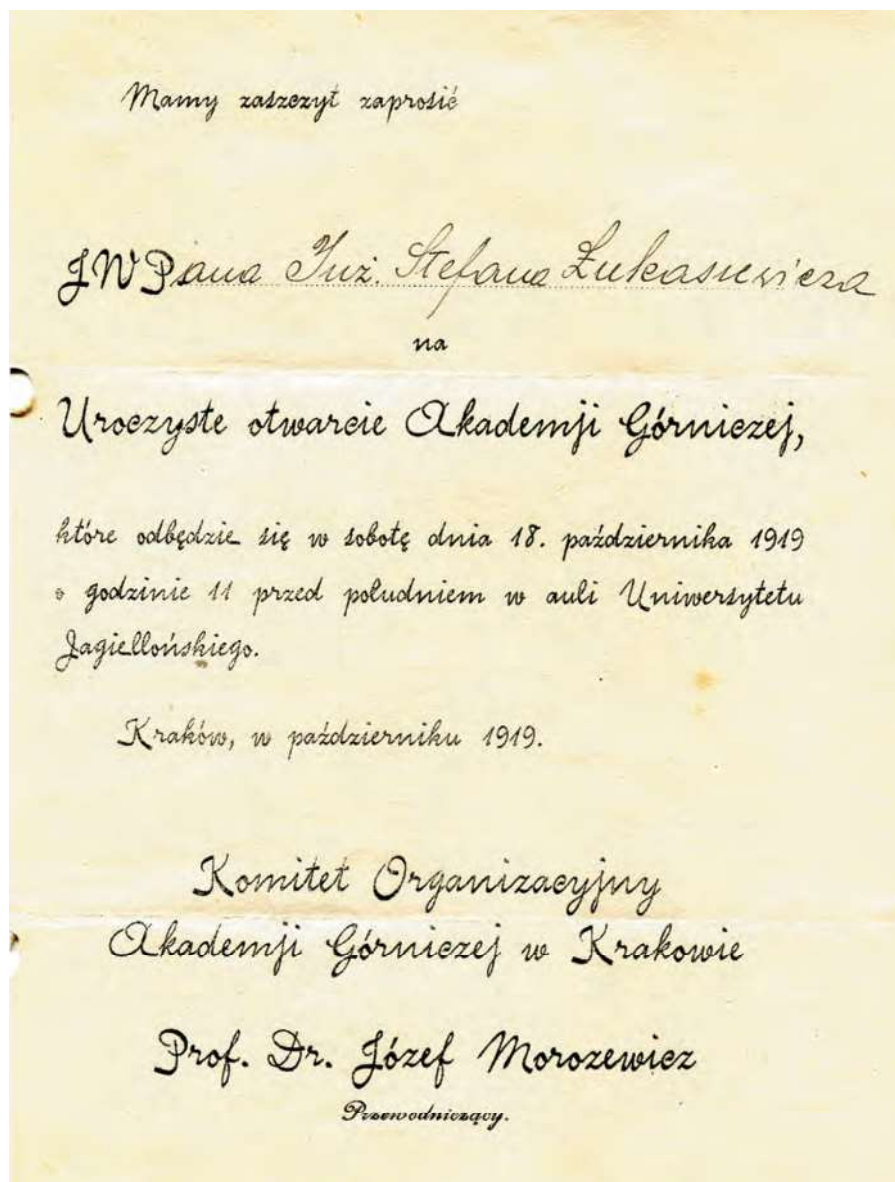 Mamy zaszczyt zaprosić
JWPana Inż. Stefana Łukasiewicza
na
Uroczyste otwarcie Akademji Górniczej,
które odbędzie się w sobotę dnia 18. października 1919
o godzinie 11 przed południem w auli Uniwersytetu
Jagiellońskiego.
Kraków, w październiku 1919.
Komitet Organizacyjny
Akademji Górniczej w Krakowie
Prof. Dr. Józef Morozewicz
Przewodniczący.